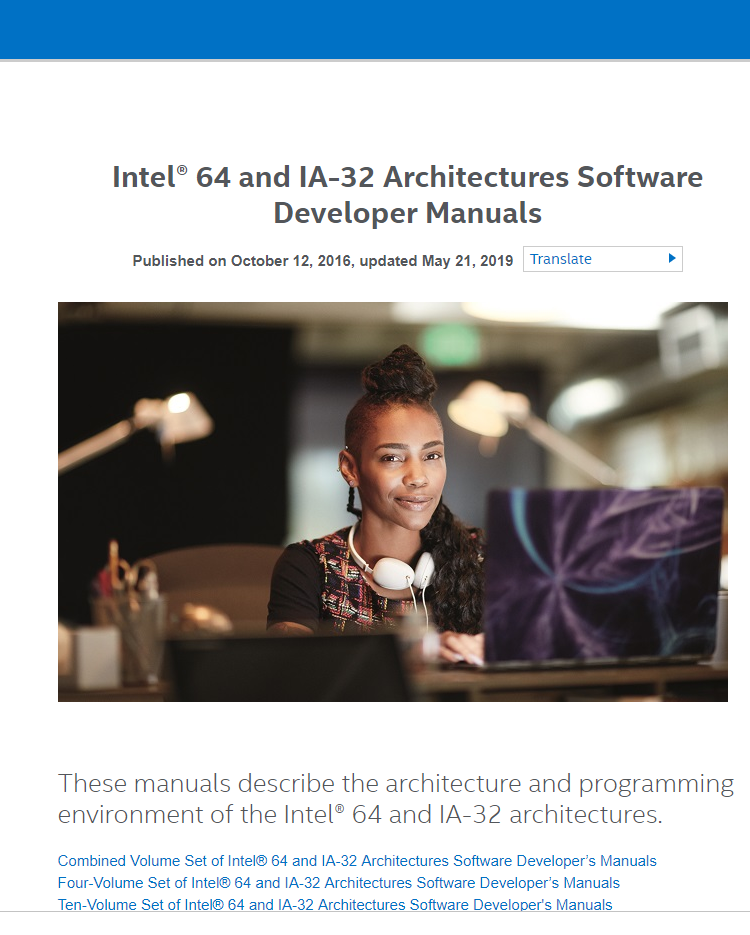 Intel® 64 and IA-32 Architectures Software
Developer Manuals
Published on October 12, 2016, updated May 21, 2019 Translate
These manuals describe the architecture and programming
environment of the Intel® 64 and IA-32 architectures.
Combined Volume Set of Intel® 64 and IA-32 Architectures Software Developer’s Manuals
Four-Volume Set of Intel® 64 and IA-32 Architectures Software Developer’s Manuals
Ten-Volume Set of Intel® 64 and IA-32 Architectures Software Developer's Manuals